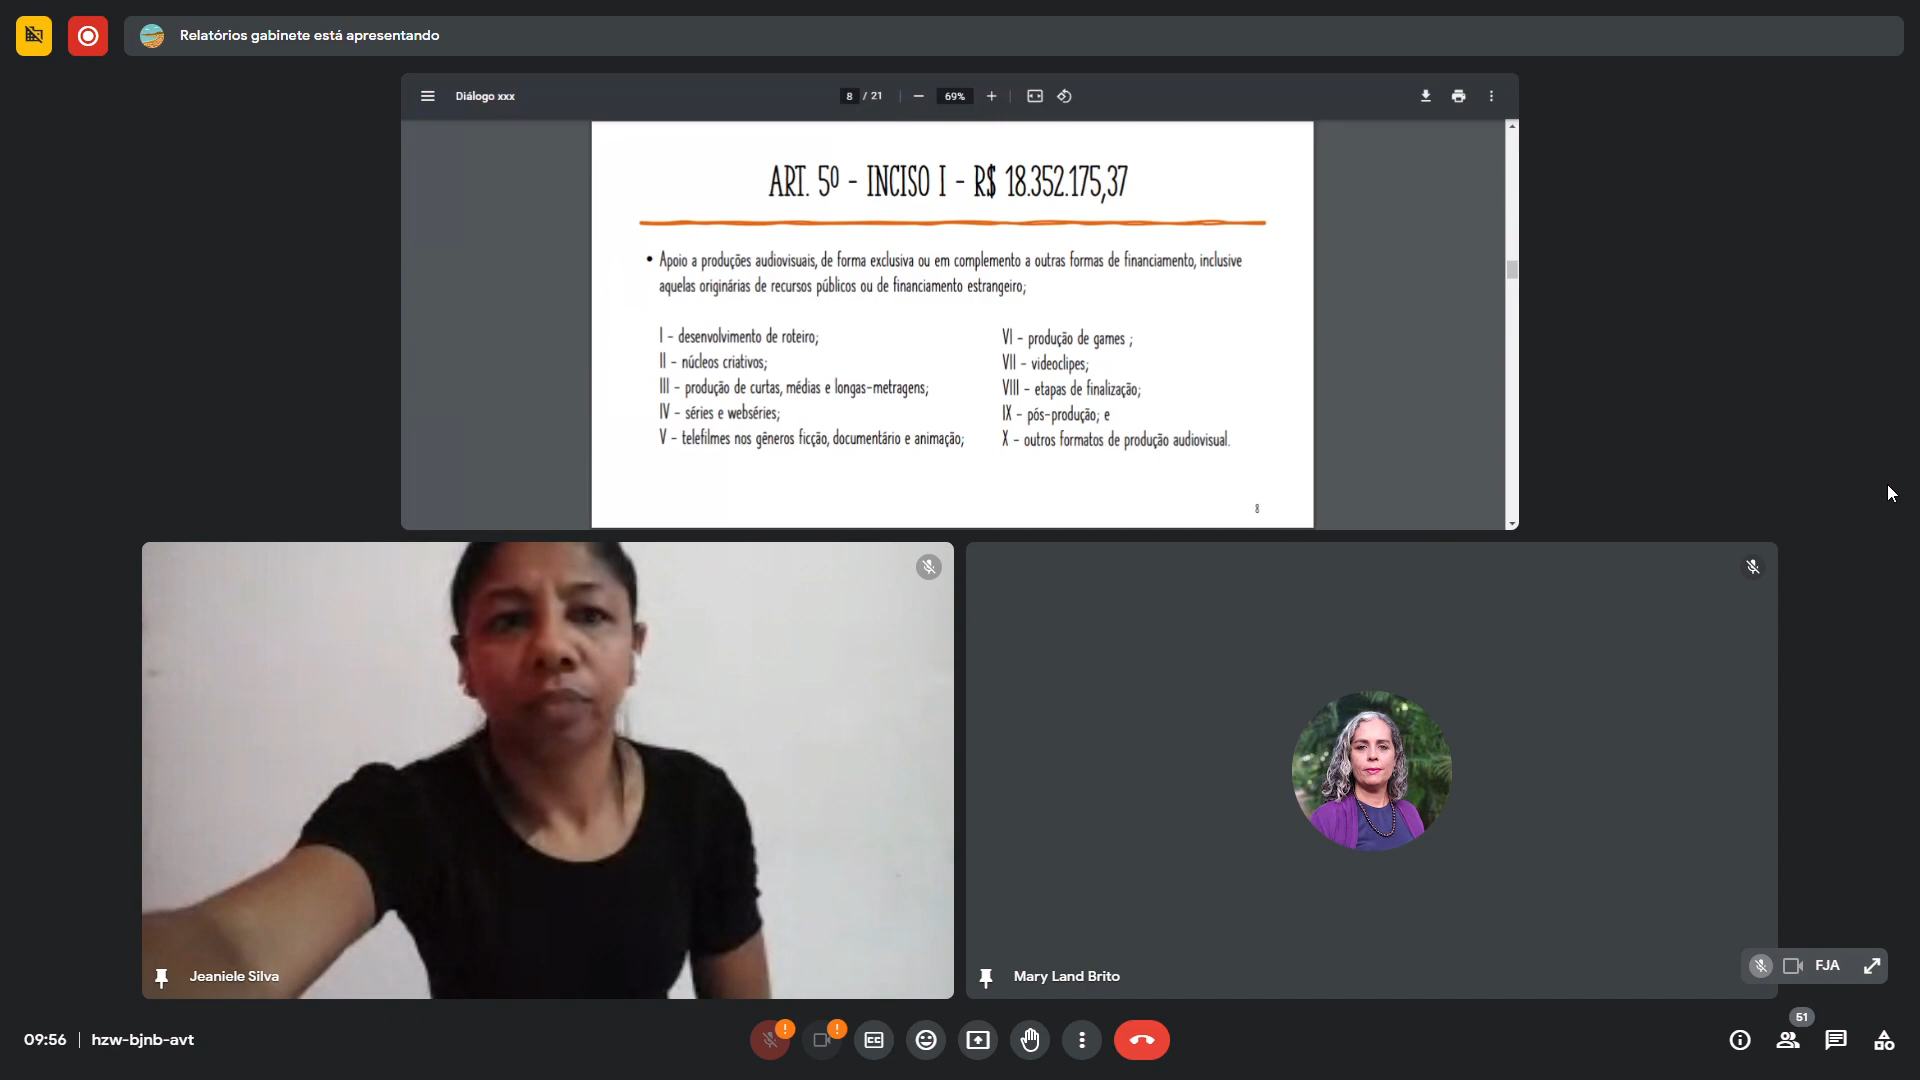 Relatórios gabinete está apresentando
Diálogo xxx
8 / 21
69%
ART. 5º - INCISO I - R$ 18.352.175,37
• Apoio a produções audiovisuais, de forma exclusiva ou em complemento a outras formas de financiamento, inclusive
aquelas originárias de recursos públicos ou de financiamento estrangeiro;
I - desenvolvimento de roteiro;
II - núcleos criativos;
III - produção de curtas, médias e longas-metragens;
IV - séries e webséries;
V - telefilmes nos gêneros ficção, documentário e animação;
VI - produção de games ;
VII - videoclipes;
VIII - etapas de finalização;
IX - pós-produção; e
X - outros formatos de produção audiovisual.
8
Jeaniele Silva
Mary Land Brito
FJA
09:56 | hzw-bjnb-avt
51